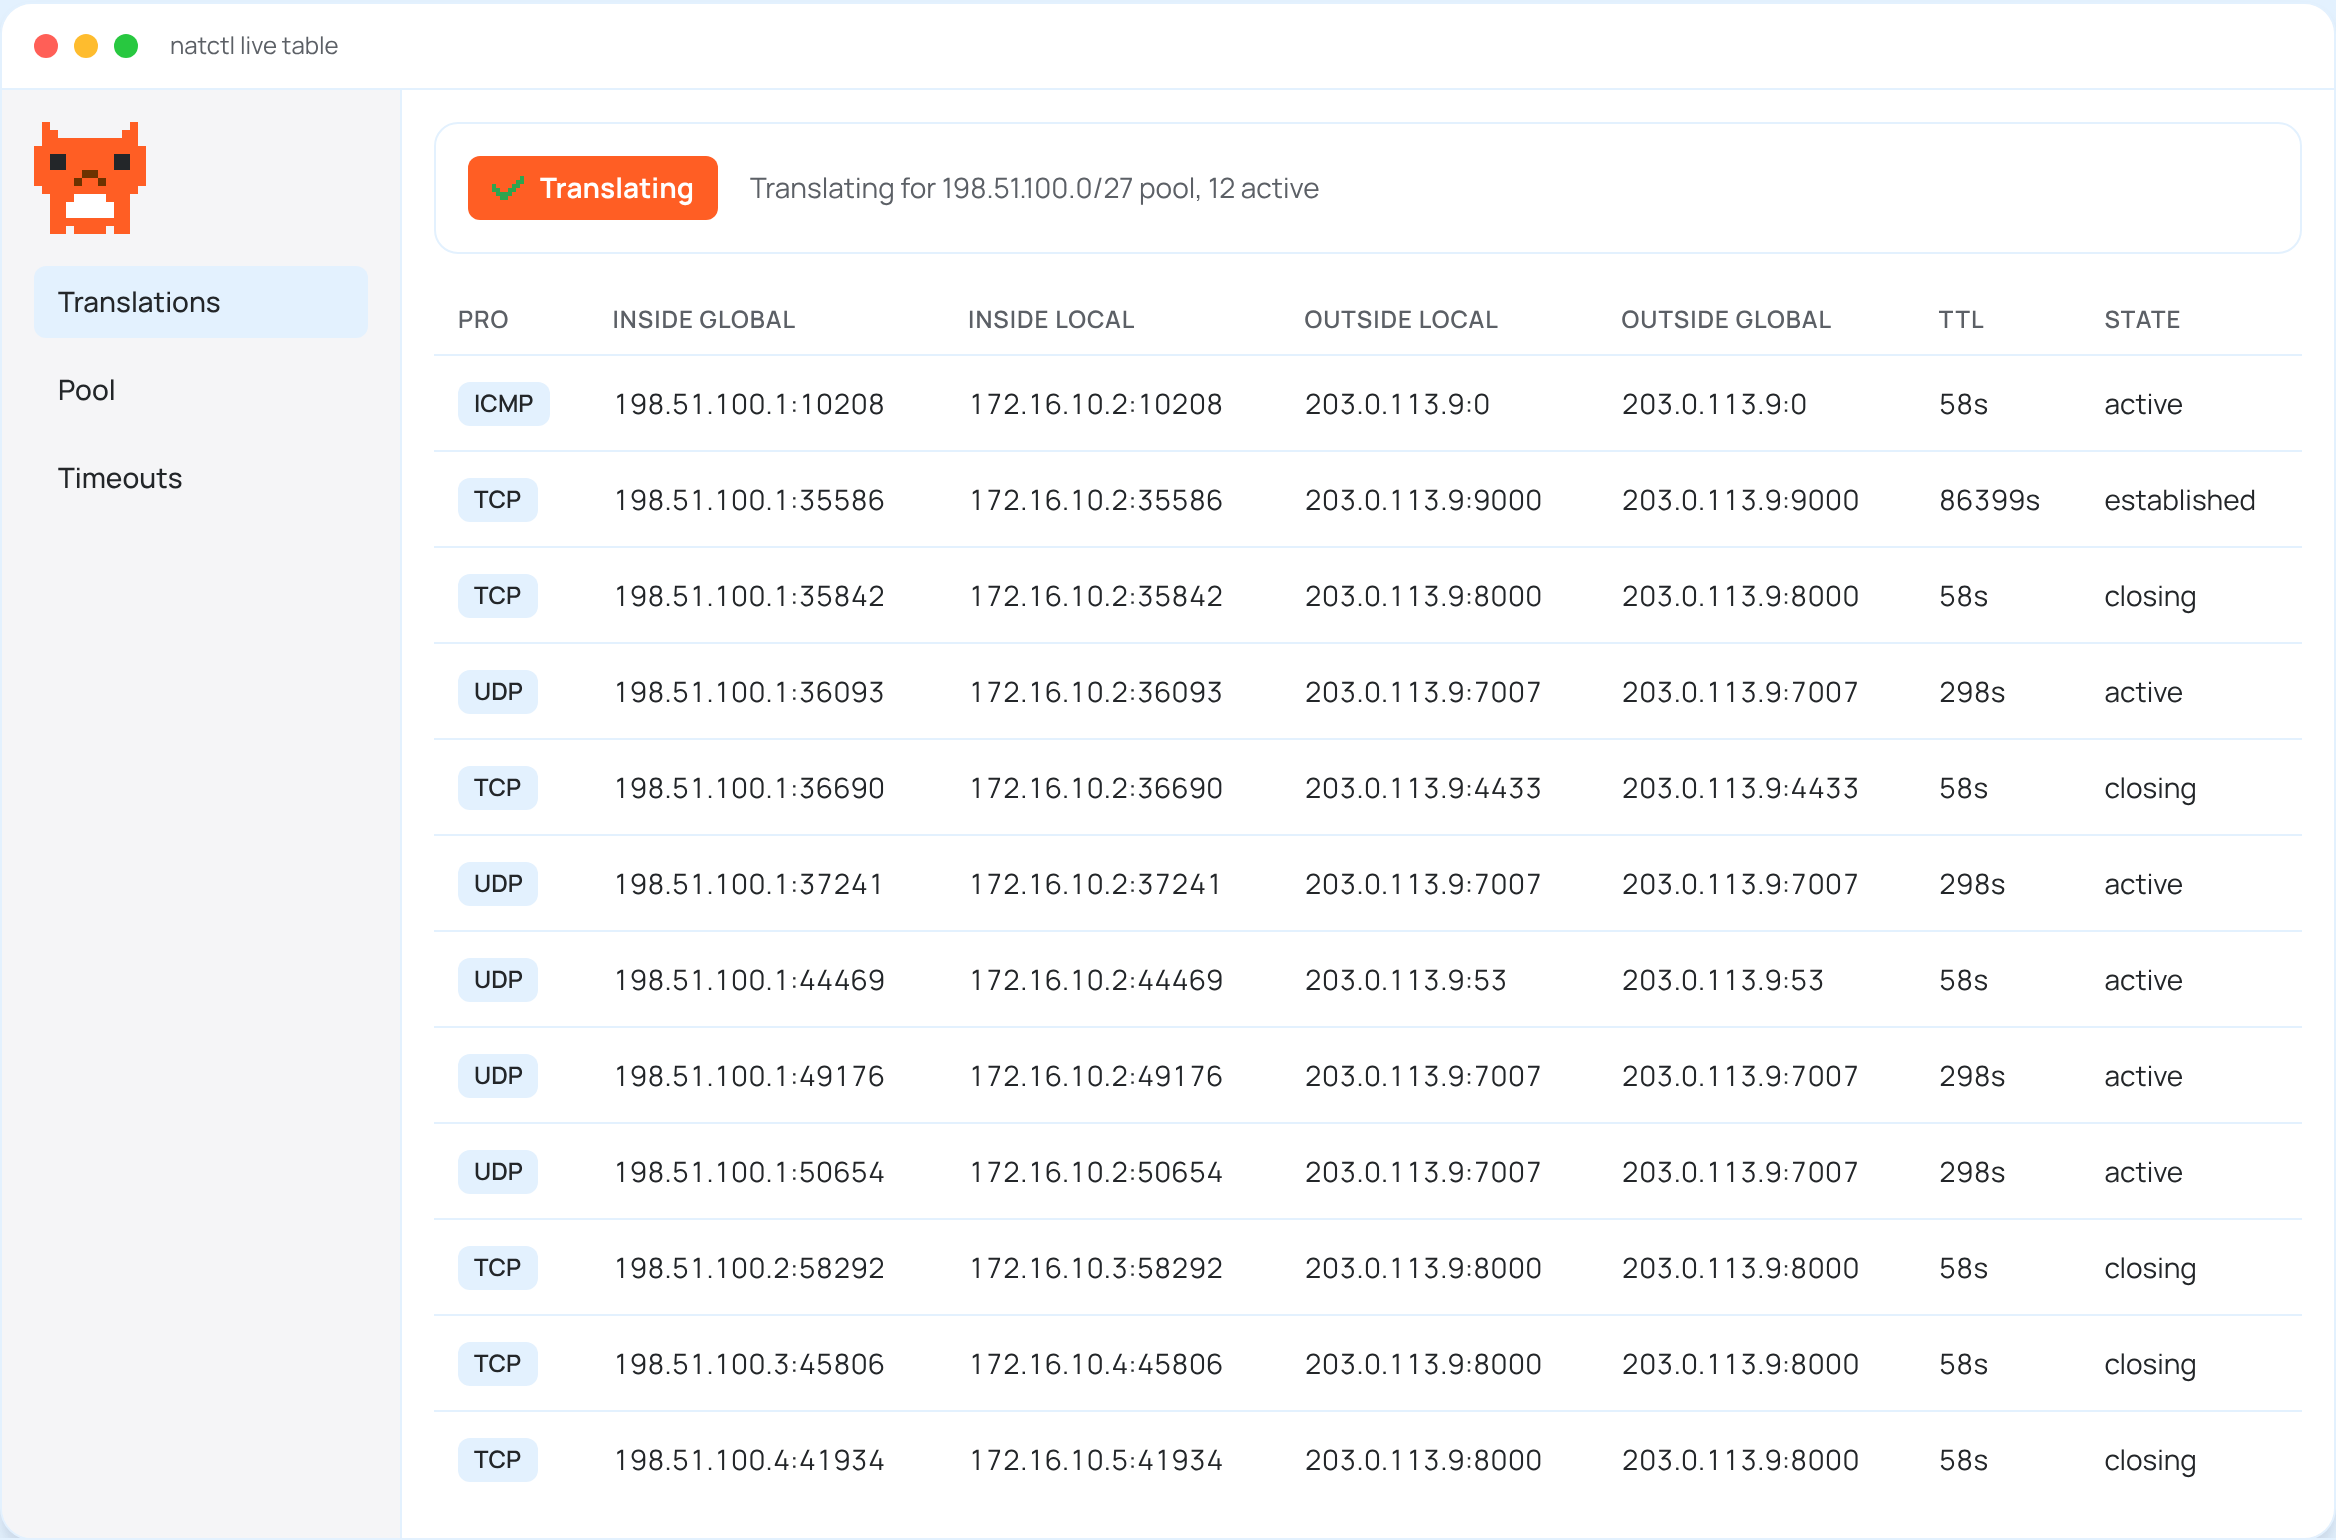 natctl live table
Translations
Pool
Timeouts
Translating
Translating for 198.51.100.0/27 pool, 12 active
PRO INSIDE GLOBAL INSIDE LOCAL OUTSIDE LOCAL OUTSIDE GLOBAL TTL STATE
ICMP 198.51.100.1:10208 172.16.10.2:10208 203.0.113.9:0 203.0.113.9:0 58s active
TCP 198.51.100.1:35586 172.16.10.2:35586 203.0.113.9:9000 203.0.113.9:9000 86399s established
TCP 198.51.100.1:35842 172.16.10.2:35842 203.0.113.9:8000 203.0.113.9:8000 58s closing
UDP 198.51.100.1:36093 172.16.10.2:36093 203.0.113.9:7007 203.0.113.9:7007 298s active
TCP 198.51.100.1:36690 172.16.10.2:36690 203.0.113.9:4433 203.0.113.9:4433 58s closing
UDP 198.51.100.1:37241 172.16.10.2:37241 203.0.113.9:7007 203.0.113.9:7007 298s active
UDP 198.51.100.1:44469 172.16.10.2:44469 203.0.113.9:53 203.0.113.9:53 58s active
UDP 198.51.100.1:49176 172.16.10.2:49176 203.0.113.9:7007 203.0.113.9:7007 298s active
UDP 198.51.100.1:50654 172.16.10.2:50654 203.0.113.9:7007 203.0.113.9:7007 298s active
TCP 198.51.100.2:58292 172.16.10.3:58292 203.0.113.9:8000 203.0.113.9:8000 58s closing
TCP 198.51.100.3:45806 172.16.10.4:45806 203.0.113.9:8000 203.0.113.9:8000 58s closing
TCP 198.51.100.4:41934 172.16.10.5:41934 203.0.113.9:8000 203.0.113.9:8000 58s closing